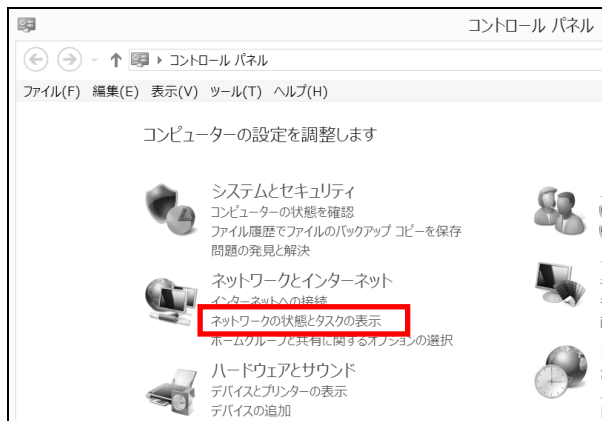 コントロール パネル
コントロール パネル
ファイル(F) 編集(E) 表示(V) ツール(T) ヘルプ(H)
コンピューターの設定を調整します
システムとセキュリティ
コンピューターの状態を確認
ファイル履歴でファイルのバックアップ コピーを保存
問題の発見と解決
ネットワークとインターネット
インターネットへの接続
ネットワークの状態とタスクの表示
ホームグループと共有に関するオプションの選択
ハードウェアとサウンド
デバイスとプリンターの表示
デバイスの追加